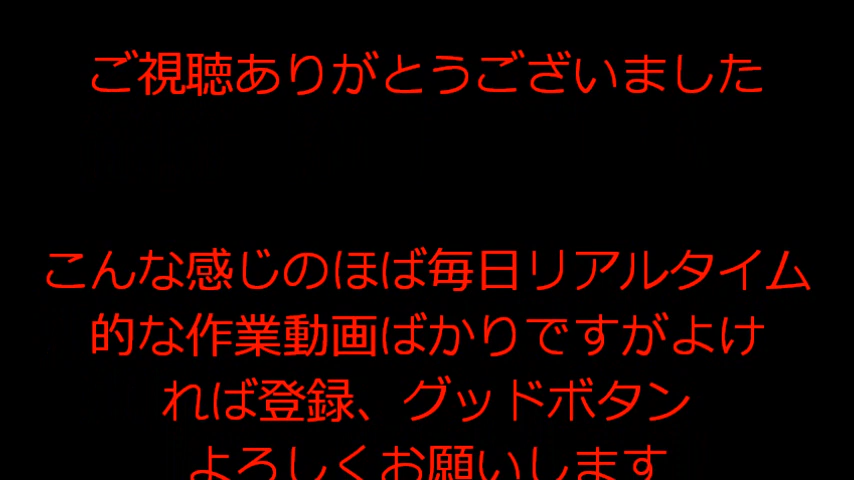 ご視聴ありがとうございました
こんな感じのほぼ毎日リアルタイム
的な作業動画ばかりですがよけ
れば登録、グッドボタン
よろしくお願いします